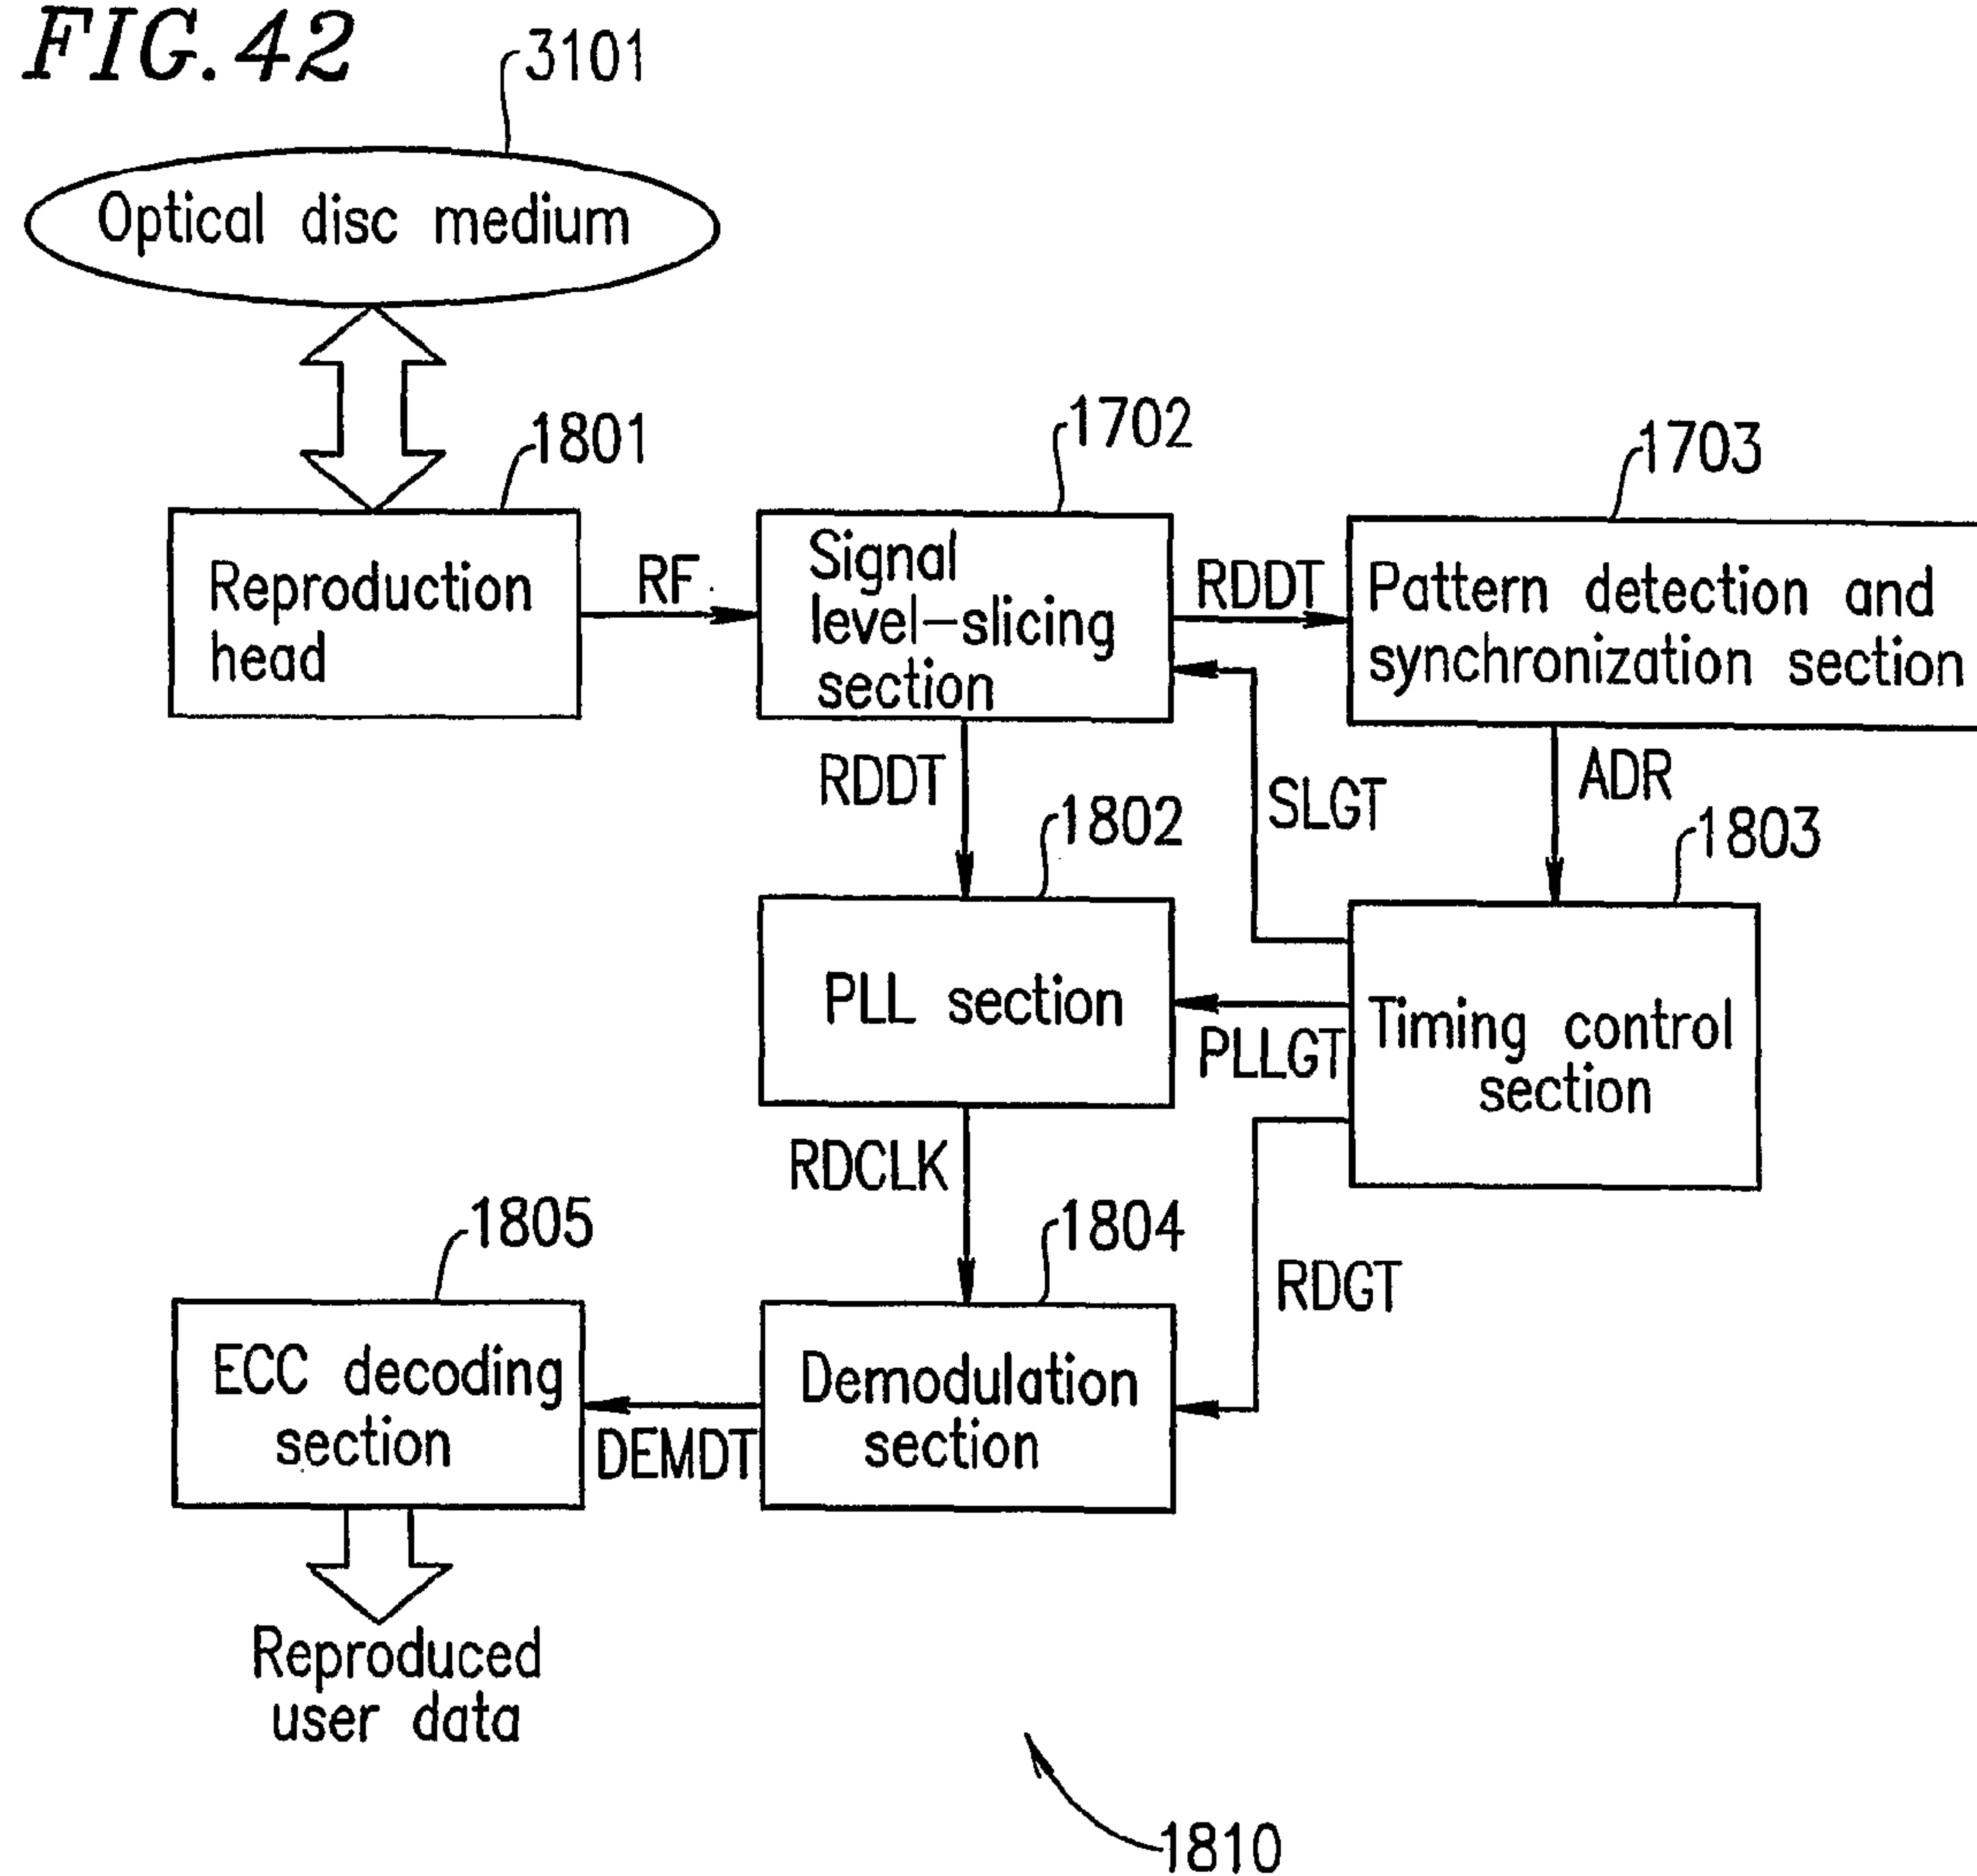 FIG.42
3101
Optical disc medium
1801
1702
1703
Reproduction
head
RF
Signal
level-slicing
section
RDDT
Pattern detection and
synchronization section
RDDT
SLGT
ADR
1802
1803
PLL section
PLLGT
Timing control
section
RDCLK
1805
1804
RDGT
ECC decoding
section
DEMDT
Demodulation
section
Reproduced
user data
1810